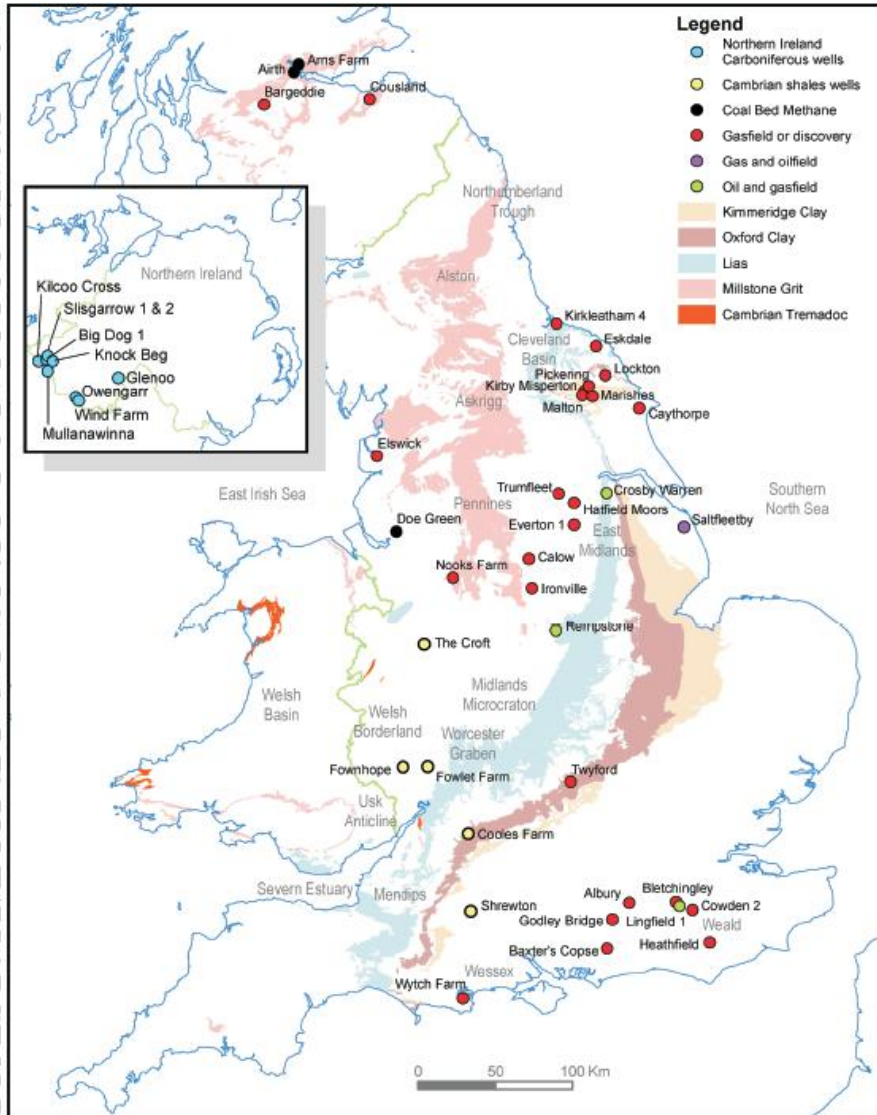 Legend
Northern Ireland
Carboniferous wells
Cambrian shales wells
Coal Bed Methane
Gasfield or discovery
Gas and oilfield
Oil and gasfield
Kimmeridge Clay
Oxford Clay
Lias
Millstone Grit
Cambrian Tremadoc
Arns Farm
Airth
Bargeddie
Cousland
Northumberland
Trough
Alston
Northern Ireland
Kilcoo Cross
Slisgarrow 1 & 2
Big Dog 1
Knock Beg
Glenoo
Owengarr
Wind Farm
Mullanawinna
Kirkleatham 4
Cleveland
Basin
Eskdale
Lockton
Pickering
Kirby Misperton
Marishes
Malton
Caythorpe
Askrigg
Elswick
East Irish Sea
Pennines
Trumfleet
Crosby Warren
Hatfield Moors
Southern
North Sea
Saltfleetby
Doe Green
Everton 1
East
Midlands
Calow
Nooks Farm
Ironville
Rempstone
The Croft
Welsh
Basin
Midlands
Microcraton
Welsh
Borderland
Worcester
Graben
Fownhope
Fowlet Farm
Twyford
Usk
Anticline
Cooles Farm
Severn Estuary
Mendips
Shrewton
Albury
Bletchingley
Cowden 2
Godley Bridge
Lingfield 1
Weald
Baxter's Copse
Heathfield
Wessex
Wytch Farm
0 50 100 Km